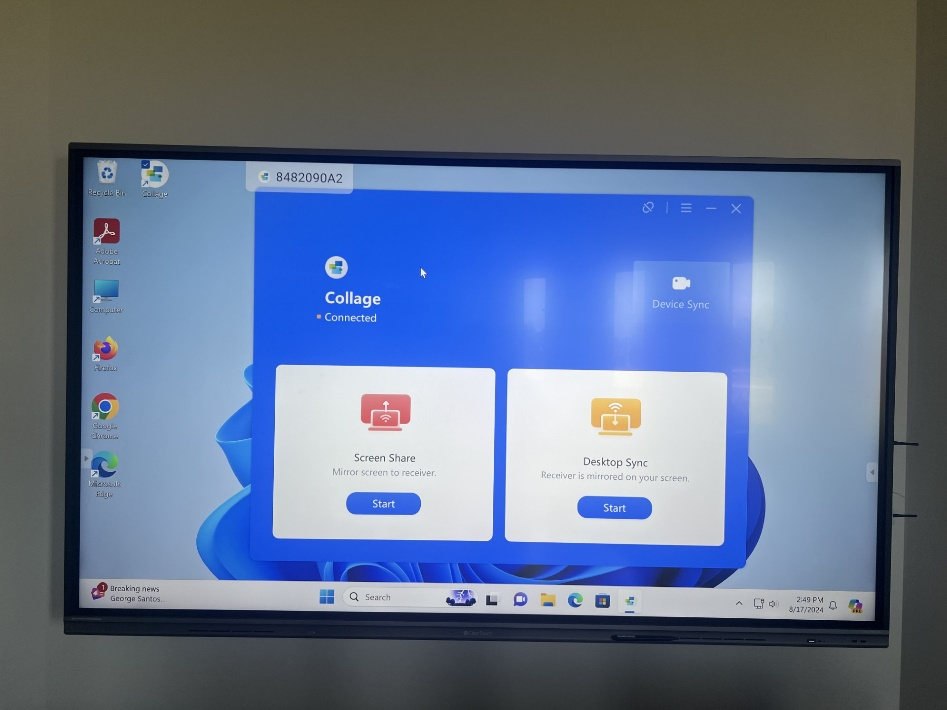 8482090A2
Recycle Bin
Collage
Adobe
Acrobat
Computer
Firefox
Google
Chrome
Microsoft
Edge
Collage
Connected
Device Sync
Screen Share
Mirror screen to receiver.
Start
Desktop Sync
Receiver is mirrored on your screen.
Start
1
Breaking news
George Santos...
Search
2:49 PM
8/17/2024